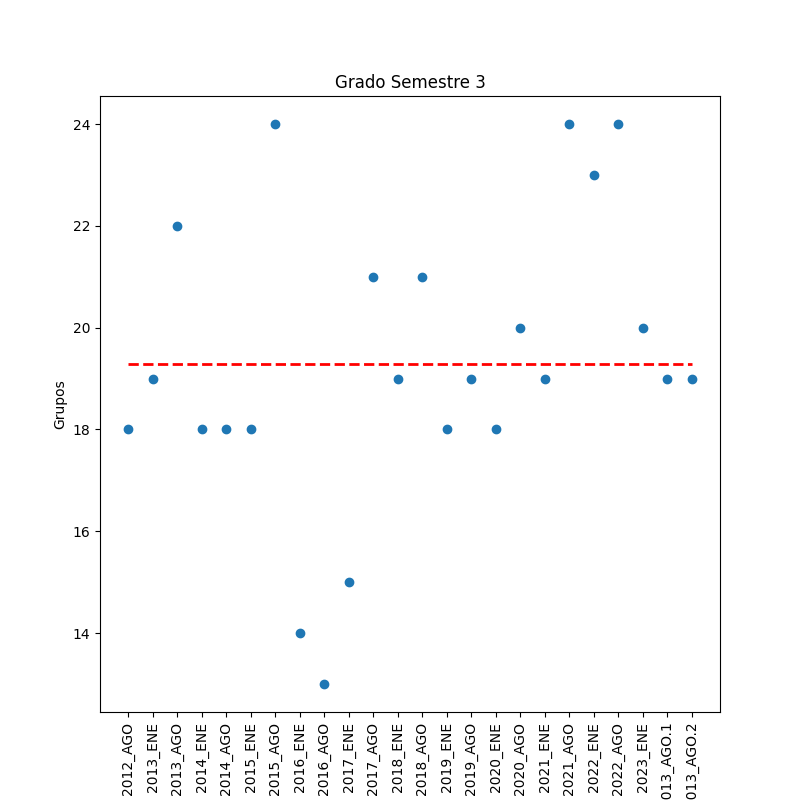 Grado Semestre 3
24
22
20
18
16
14
Grupos
2012_AGO
2013_ENE
2013_AGO
2014_ENE
2014_AGO
2015_ENE
2015_AGO
2016_ENE
2016_AGO
2017_ENE
2017_AGO
2018_ENE
2018_AGO
2019_ENE
2019_AGO
2020_ENE
2020_AGO
2021_ENE
2021_AGO
2022_ENE
2022_AGO
2023_ENE
013_AGO.1
013_AGO.2